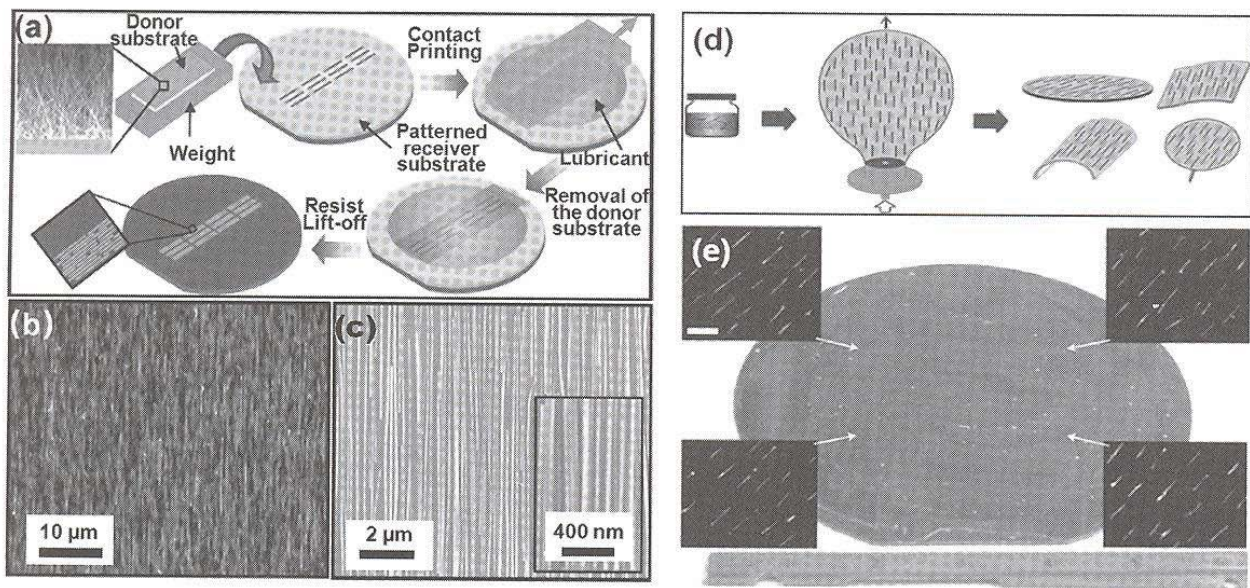 (a)
Donor
substrate
Weight
Contact
Printing
Patterned
receiver
substrate
Lubricant
Removal of
the donor
substrate
Resist
Lift-off
(b)
10 µm
(c)
2 µm
400 nm
(d)
(e)